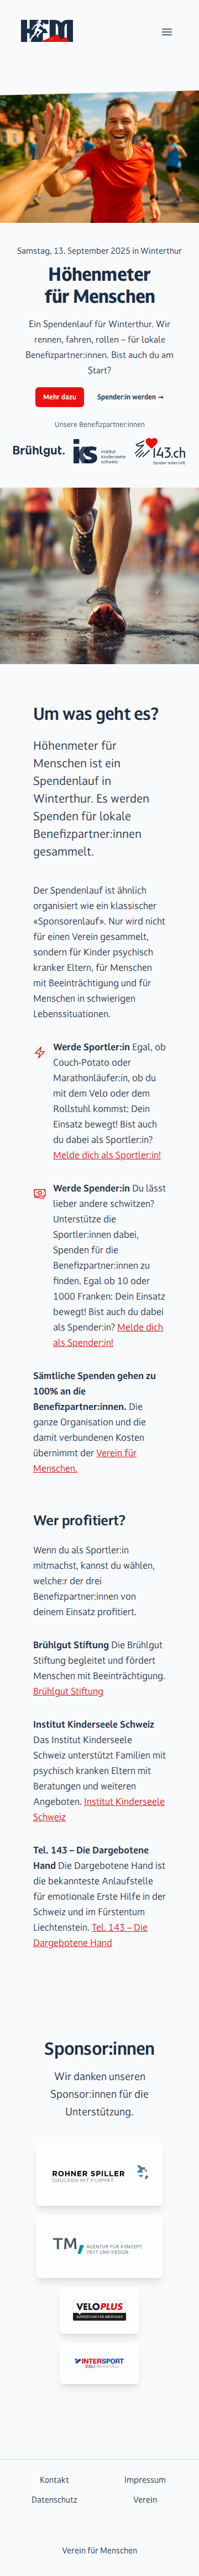 HFM
Samstag, 13. September 2025 in Winterthur
Höhenmeter
für Menschen
Ein Spendenlauf für Winterthur. Wir
rennen, fahren, rollen – für lokale
Benefizpartner:innen. Bist auch du am
Start?
Mehr dazu
Spender:in werden →
Unsere Benefizpartner:innen
Brühlgut.
iks
institut
kinderseele
schweiz
143.ch
Darüber reden hilft
Um was geht es?
Höhenmeter für
Menschen ist ein
Spendenlauf in
Winterthur. Es werden
Spenden für lokale
Benefizpartner:innen
gesammelt.
Der Spendenlauf ist ähnlich
organisiert wie ein klassischer
«Sponsorenlauf». Nur wird nicht
für einen Verein gesammelt,
sondern für Kinder psychisch
kranker Eltern, für Menschen
mit Beeinträchtigung und für
Menschen in schwierigen
Lebenssituationen.
Werde Sportler:in Egal, ob
Couch-Potato oder
Marathonläufer:in, ob du
mit dem Velo oder dem
Rollstuhl kommst: Dein
Einsatz bewegt! Bist auch
du dabei als Sportler:in?
Melde dich als Sportler:in!
Werde Spender:in Du lässt
lieber andere schwitzen?
Unterstütze die
Sportler:innen dabei,
Spenden für die
Benefizpartner:innen zu
finden. Egal ob 10 oder
1000 Franken: Dein Einsatz
bewegt! Bist auch du dabei
als Spender:in? Melde dich
als Spender:in!
Sämtliche Spenden gehen zu
100% an die
Benefizpartner:innen. Die
ganze Organisation und die
damit verbundenen Kosten
übernimmt der Verein für
Menschen.
Wer profitiert?
Wenn du als Sportler:in
mitmachst, kannst du wählen,
welche:r der drei
Benefizpartner:innen von
deinem Einsatz profitiert.
Brühlgut Stiftung Die Brühlgut
Stiftung begleitet und fördert
Menschen mit Beeinträchtigung.
Brühlgut Stiftung
Institut Kinderseele Schweiz
Das Institut Kinderseele
Schweiz unterstützt Familien mit
psychisch kranken Eltern mit
Beratungen und weiteren
Angeboten. Institut Kinderseele
Schweiz
Tel. 143 – Die Dargebotene
Hand Die Dargebotene Hand ist
die bekannteste Anlaufstelle
für emotionale Erste Hilfe in der
Schweiz und im Fürstentum
Liechtenstein. Tel. 143 – Die
Dargebotene Hand
Sponsor:innen
Wir danken unseren
Sponsor:innen für die
Unterstützung.
ROHNER SPILLER
DRUCKEN MIT FORMAT
TM
AGENTUR FÜR KONZEPT,
TEXT UND DESIGN
VELOPLUS
AUSRÜSTUNG FÜR ABENTEUER
INTERSPORT
EGLI Winterthur
Kontakt
Impressum
Datenschutz
Verein
Verein für Menschen